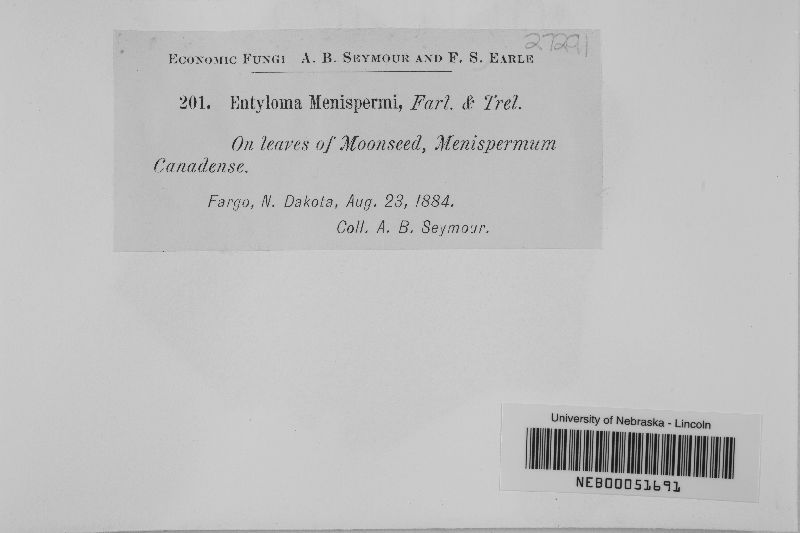 27291
Economic Fungi A. B. Seymour and F. S. Earle
201. Entyloma Menispermi, Farl. & Trel.
On leaves of Moonseed, Menispermum
Canadense.
Fargo, N. Dakota, Aug. 23, 1884.
Coll. A. B. Seymour.
University of Nebraska - Lincoln
NEB00051691